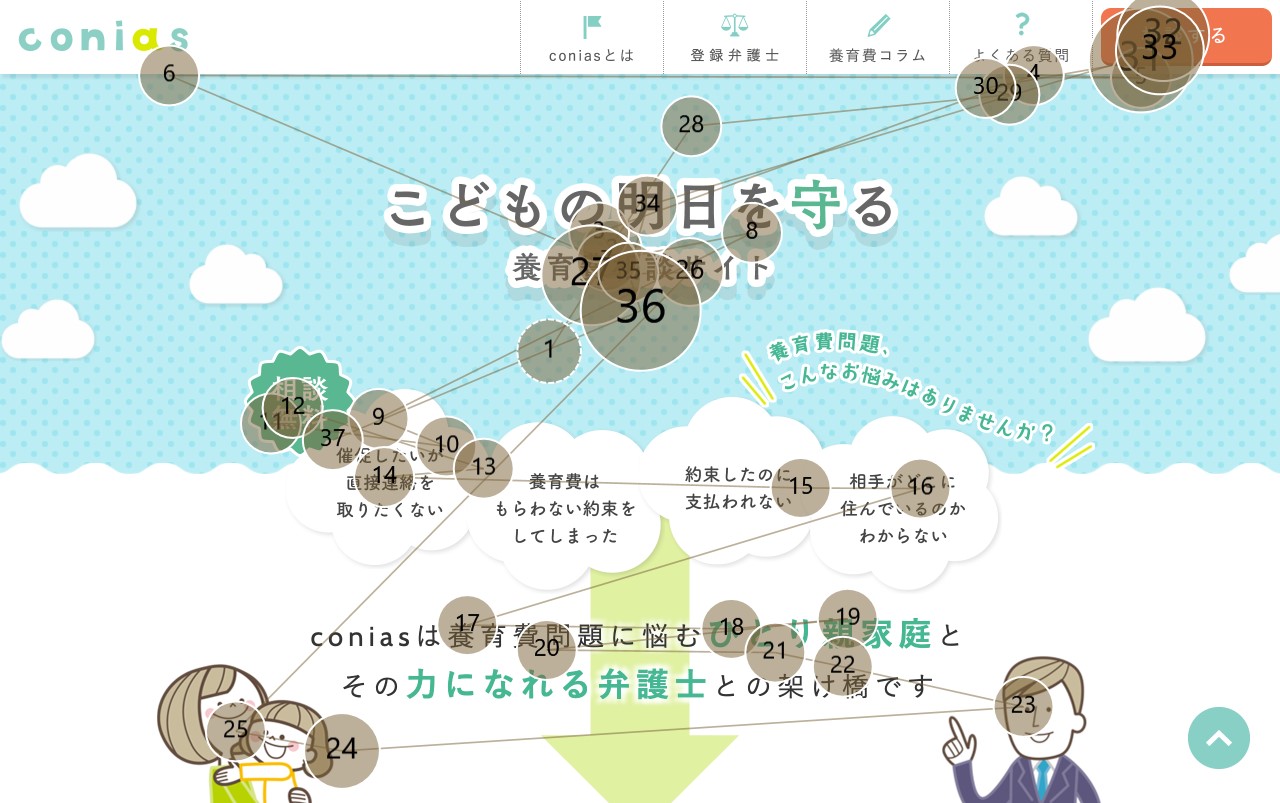 conias
coniasとは
登録弁護士
養育費コラム
よくある質問
する
こどもの明日を守る
養育 談サイト
養育費問題、
こんなお悩みはありませんか?
相談
催促したいが
直接連絡を
取りたくない
養育費は
もらわない約束を
してしまった
約束したのに
支払われない
相手がどこに
住んでいるのか
わからない
coniasは養育費問題に悩むひとり親家庭と
その力になれる弁護士との架け橋です
1
4
6
8
9
10
11
12
13
14
15
16
17
18
19
20
21
22
23
24
25
26
27
28
29
30
32
33
34
35
36
37